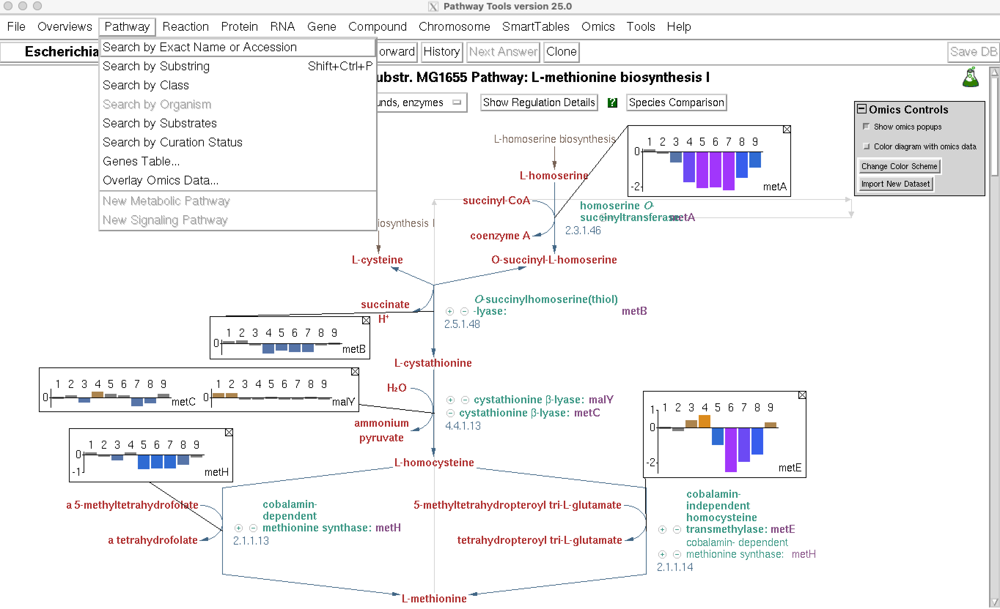 Pathway Tools version 25.0
File Overviews Pathway Reaction Protein RNA Gene Compound Chromosome SmartTables Omics Tools Help
Escherichia
orward History Next Answer Clone Save DB
Search by Exact Name or Accession
Search by Substring Shift+Ctrl+P
Search by Class
Search by Organism
Search by Substrates
Search by Curation Status
Genes Table...
Overlay Omics Data...
New Metabolic Pathway
New Signaling Pathway
ubstr. MG1655 Pathway: L-methionine biosynthesis I
unds, enzymes Show Regulation Details ? Species Comparison
Omics Controls
Show omics popups
Color diagram with omics data
Change Color Scheme
Import New Dataset
L-homoserine biosynthesis
1 2 3 4 5 6 7 8 9
0
-2
metA
L-homoserine
succinyl-CoA
homoserine O-
succinyltransferase metA
2.3.1.46
coenzyme A
iosynthesis I
L-cysteine
O-succinyl-L-homoserine
succinate
H+
O-succinylhomoserine(thiol)
-lyase: metB
2.5.1.48
1 2 3 4 5 6 7 8 9
0
metB
L-cystathionine
1 2 3 4 5 6 7 8 9
0
metC
1 2 3 4 5 6 7 8 9
0
malY
H₂O
cystathionine β-lyase: malY
cystathionine β-lyase: metC
4.4.1.13
ammonium
pyruvate
1 2 3 4 5 6 7 8 9
0
-1
metH
1 2 3 4 5 6 7 8 9
1
0
-2
metE
L-homocysteine
a 5-methyltetrahydrofolate
cobalamin-
dependent
methionine synthase: metH
2.1.1.13
a tetrahydrofolate
5-methyltetrahydropteroyl tri-L-glutamate
tetrahydropteroyl tri-L-glutamate
cobalamin-
independent
homocysteine
transmethylase: metE
cobalamin- dependent
methionine synthase: metH
2.1.1.14
L-methionine